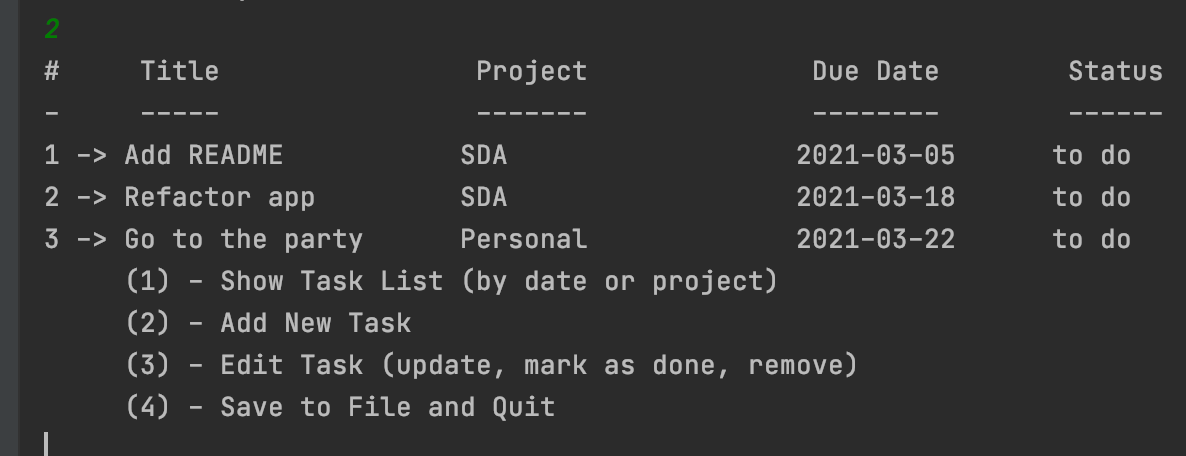 2
#     Title                Project              Due Date        Status
-     -----                -------              --------        ------
1 -> Add README           SDA                  2021-03-05      to do
2 -> Refactor app         SDA                  2021-03-18      to do
3 -> Go to the party      Personal             2021-03-22      to do
     (1) - Show Task List (by date or project)
     (2) - Add New Task
     (3) - Edit Task (update, mark as done, remove)
     (4) - Save to File and Quit